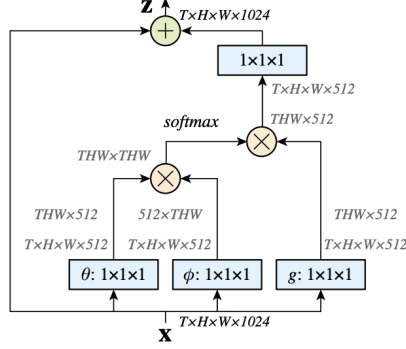 z T×H×W×1024
+
1×1×1
T×H×W×512
softmax THW×512
×
THW×THW
×
THW×512 512×THW THW×512
T×H×W×512 T×H×W×512 T×H×W×512
θ: 1×1×1 ϕ: 1×1×1 g: 1×1×1
T×H×W×1024
x